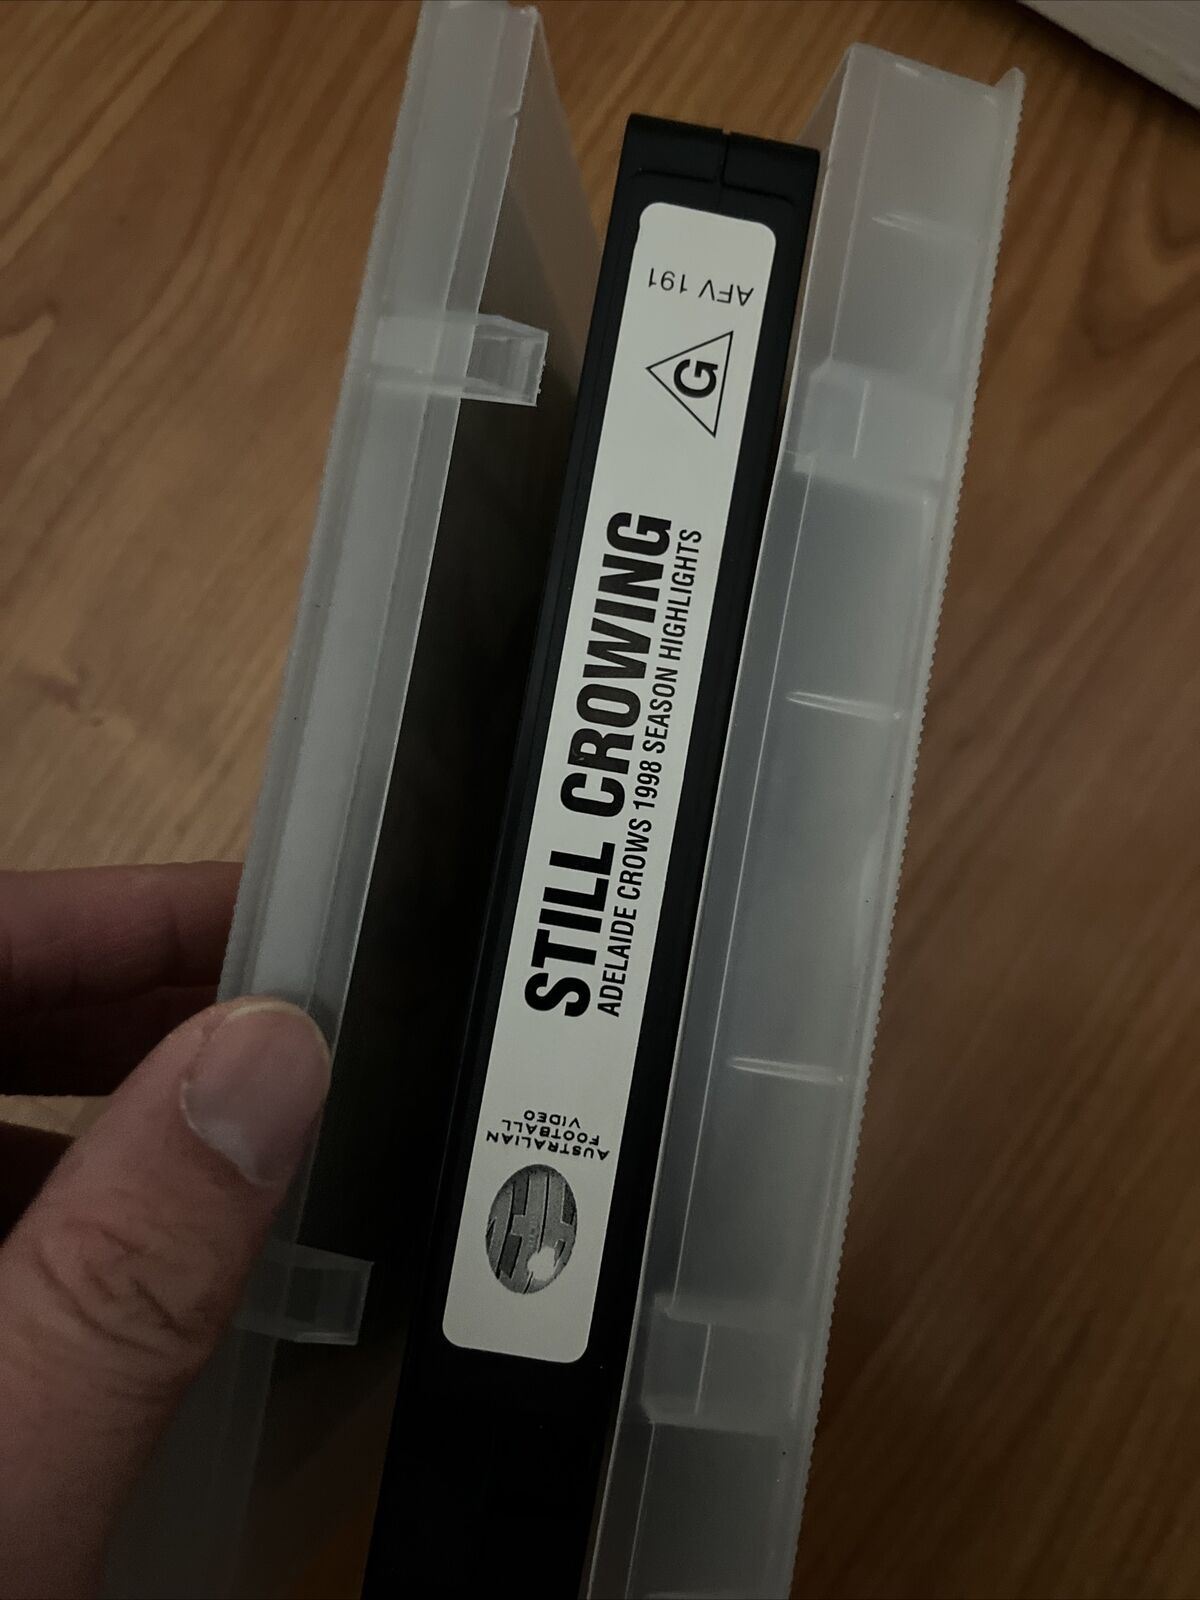 AFV 191
G
STILL CROWING
ADELAIDE CROWS 1998 SEASON HIGHLIGHTS
AUSTRALIAN
FOOTBALL
VIDEO